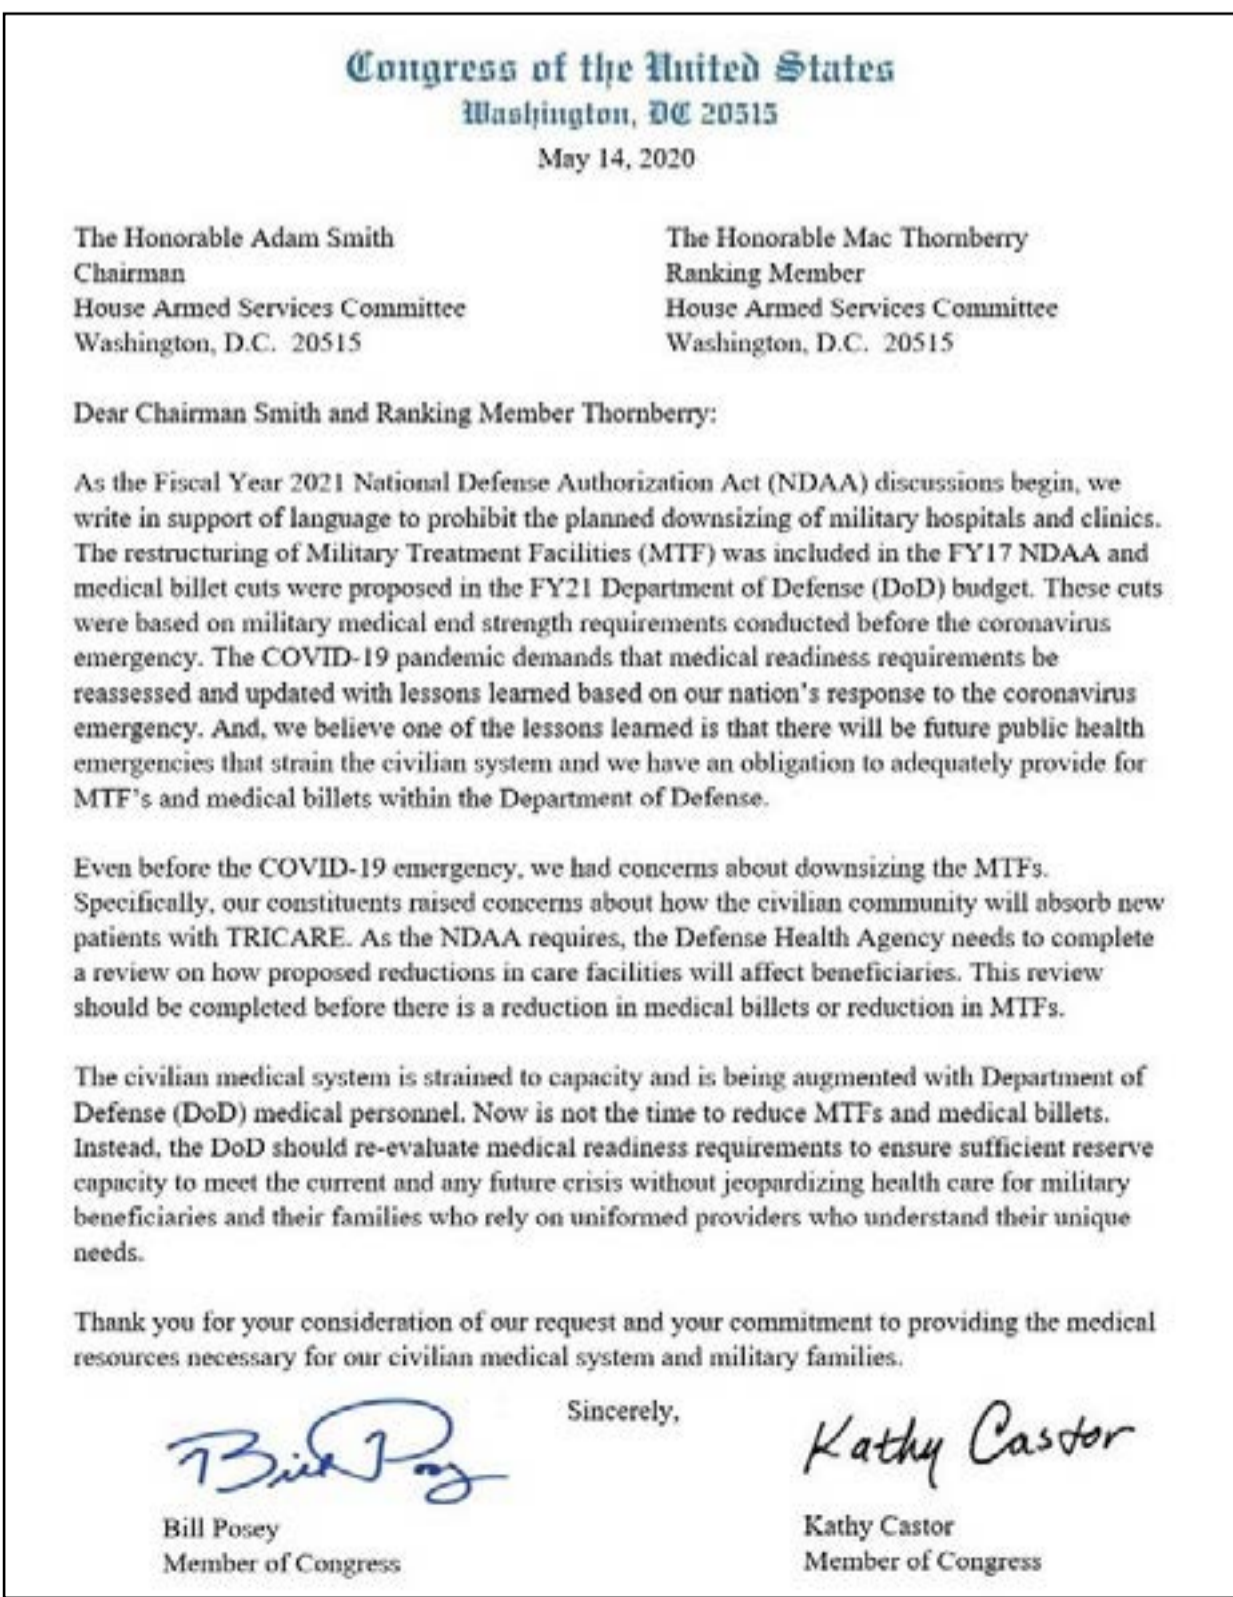 Congress of the United States
Washington, DC 20515
May 14, 2020
The Honorable Adam Smith
Chairman
House Armed Services Committee
Washington, D.C. 20515
The Honorable Mac Thornberry
Ranking Member
House Armed Services Committee
Washington, D.C. 20515
Dear Chairman Smith and Ranking Member Thornberry:
As the Fiscal Year 2021 National Defense Authorization Act (NDAA) discussions begin, we
write in support of language to prohibit the planned downsizing of military hospitals and clinics.
The restructuring of Military Treatment Facilities (MTF) was included in the FY17 NDAA and
medical billet cuts were proposed in the FY21 Department of Defense (DoD) budget. These cuts
were based on military medical end strength requirements conducted before the coronavirus
emergency. The COVID-19 pandemic demands that medical readiness requirements be
reassessed and updated with lessons learned based on our nation's response to the coronavirus
emergency. And, we believe one of the lessons learned is that there will be future public health
emergencies that strain the civilian system and we have an obligation to adequately provide for
MTF's and medical billets within the Department of Defense.
Even before the COVID-19 emergency, we had concerns about downsizing the MTFs.
Specifically, our constituents raised concerns about how the civilian community will absorb new
patients with TRICARE. As the NDAA requires, the Defense Health Agency needs to complete
a review on how proposed reductions in care facilities will affect beneficiaries. This review
should be completed before there is a reduction in medical billets or reduction in MTFs.
The civilian medical system is strained to capacity and is being augmented with Department of
Defense (DoD) medical personnel. Now is not the time to reduce MTFs and medical billets.
Instead, the DoD should re-evaluate medical readiness requirements to ensure sufficient reserve
capacity to meet the current and any future crisis without jeopardizing health care for military
beneficiaries and their families who rely on uniformed providers who understand their unique
needs.
Thank you for your consideration of our request and your commitment to providing the medical
resources necessary for our civilian medical system and military families.
Sincerely,
Bill Posey
Kathy Castor
Bill Posey
Member of Congress
Kathy Castor
Member of Congress